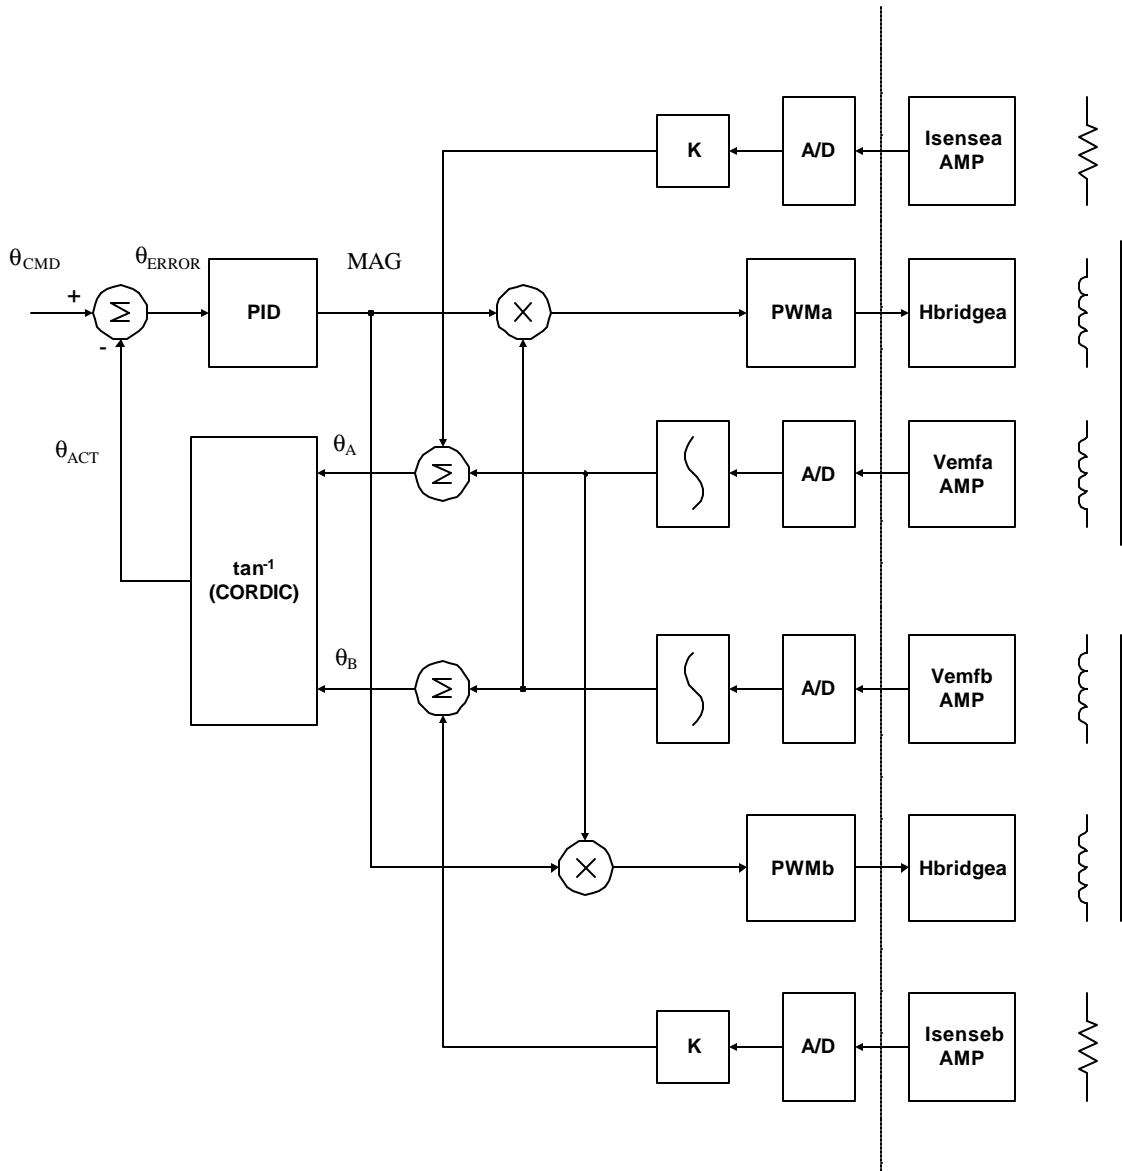 Isensea
AMP
A/D
K
θCMD
+
-
Σ
θERROR
PID
MAG
×
PWMa
Hbridgea
θACT
θA
Σ
A/D
Vemfa
AMP
tan-1
(CORDIC)
θB
Σ
A/D
Vemfb
AMP
×
PWMb
Hbridgea
K
A/D
Isenseb
AMP